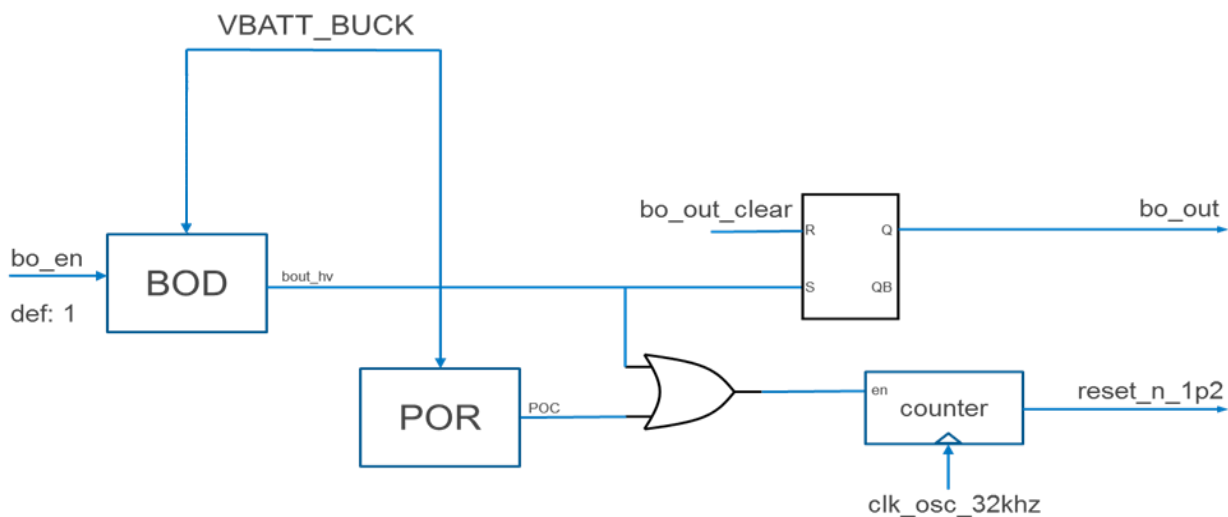 VBATT_BUCK
bo_out_clear
bo_out
R
Q
bo_en
BOD
bout_hv
S
QB
def: 1
POR
POC
en
counter
reset_n_1p2
clk_osc_32khz